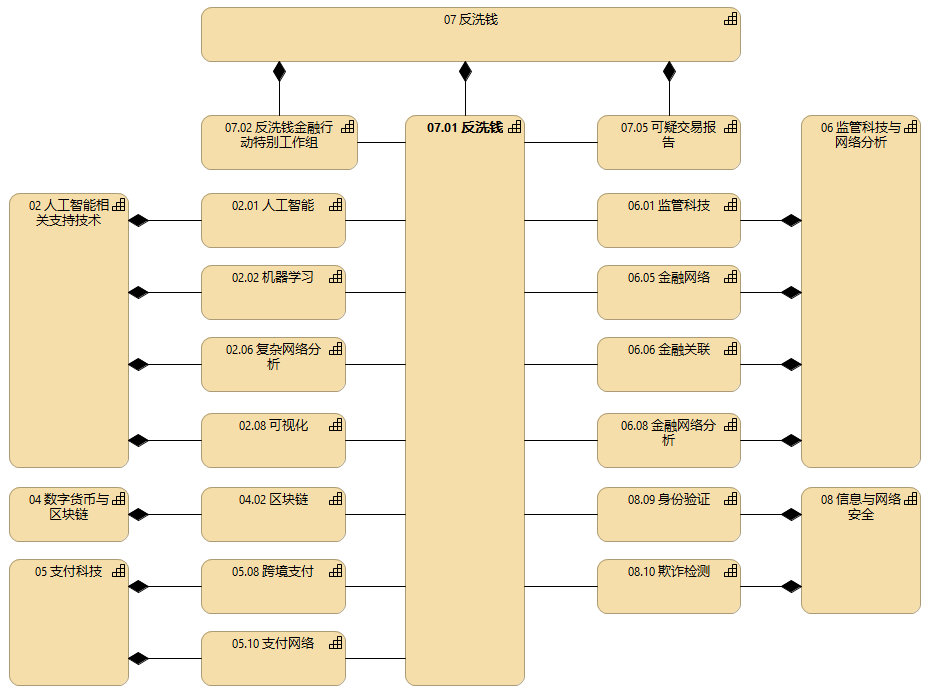 07 反洗钱
07.02 反洗钱金融行
动特别工作组
07.01 反洗钱
07.05 可疑交易报
告
06 监管科技与
网络分析
02 人工智能相
关支持技术
02.01 人工智能
06.01 监管科技
02.02 机器学习
06.05 金融网络
02.06 复杂网络分
析
06.06 金融关联
02.08 可视化
06.08 金融网络分
析
04 数字货币与
区块链
04.02 区块链
08.09 身份验证
08 信息与网络
安全
05 支付科技
05.08 跨境支付
08.10 欺诈检测
05.10 支付网络